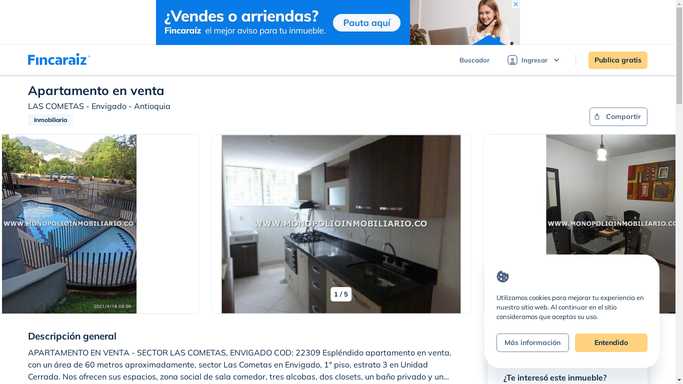 ¿Vendes o arriendas?
Fincaraíz el mejor aviso para tu inmueble.
Pauta aquí
Fincaraíz
Buscador
Ingresar
Publica gratis
Apartamento en venta
LAS COMETAS - Envigado - Antioquia
Inmobiliaria
Compartir
WWW.MONOPOLIOINMOBILIARIO.CO
2021/4/16 09:09
WWW.MONOPOLIOINMOBILIARIO.CO
1 / 5
WWW.MONOPOLIOINMOBILIARIO.CO
Utilizamos cookies para mejorar tu experiencia en
nuestro sitio web. Al continuar en el sitio
consideramos que aceptas su uso.
Más información
Entendido
Descripción general
APARTAMENTO EN VENTA - SECTOR LAS COMETAS, ENVIGADO COD: 22309 Espléndido apartamento en venta,
con un área de 60 metros aproximadamente, sector Las Cometas en Envigado, 1° piso, estrato 3 en Unidad
Cerrada. Nos ofrecen sus espacios, zona social de sala comedor, tres alcobas, dos closets, un baño privado y un...
¿Te interesó este inmueble?